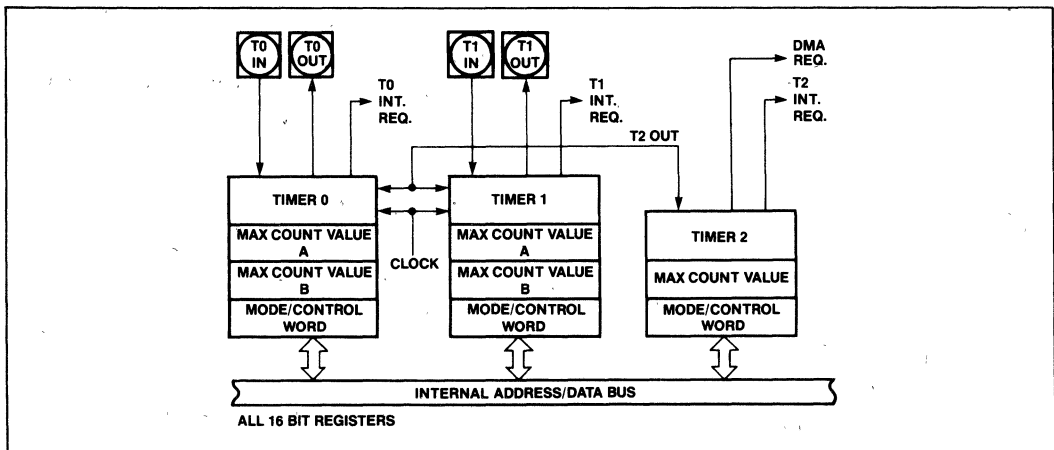 T0
IN
T0
OUT
T0
INT.
REQ.
T1
IN
T1
OUT
T1
INT.
REQ.
DMA
REQ.
T2
INT.
REQ.
T2 OUT
TIMER 0
MAX COUNT VALUE
A
MAX COUNT VALUE
B
MODE/CONTROL
WORD
CLOCK
TIMER 1
MAX COUNT VALUE
A
MAX COUNT VALUE
B
MODE/CONTROL
WORD
TIMER 2
MAX COUNT VALUE
MODE/CONTROL
WORD
INTERNAL ADDRESS/DATA BUS
ALL 16 BIT REGISTERS